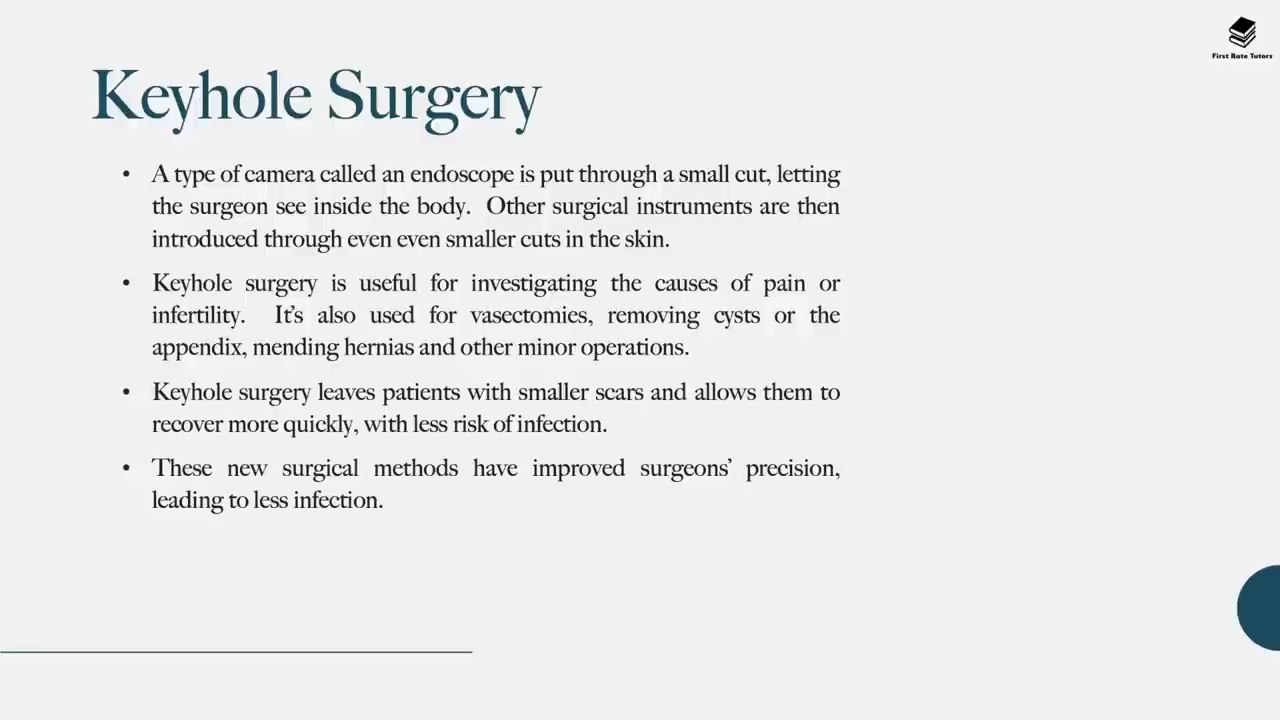 First Rate Tutors
Keyhole Surgery
• A type of camera called an endoscope is put through a small cut, letting
the surgeon see inside the body. Other surgical instruments are then
introduced through even even smaller cuts in the skin.
• Keyhole surgery is useful for investigating the causes of pain or
infertility. It's also used for vasectomies, removing cysts or the
appendix, mending hernias and other minor operations.
• Keyhole surgery leaves patients with smaller scars and allows them to
recover more quickly, with less risk of infection.
• These new surgical methods have improved surgeons' precision,
leading to less infection.